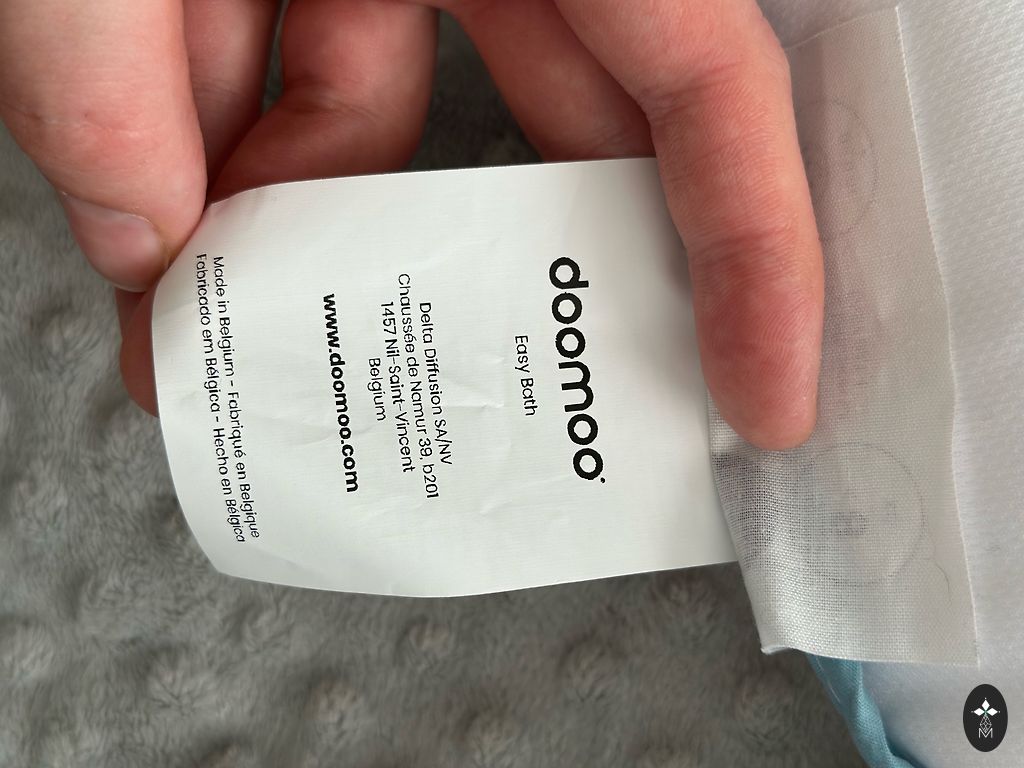 doomoo
Easy Bath
Delta Diffusion SA/NV
Chaussée de Namur 39, b201
1457 Nil-Saint-Vincent
Belgium
www.doomoo.com
Made in Belgium - Fabriqué en Belgique
Fabricado em Bélgica - Hecho en Bélgica